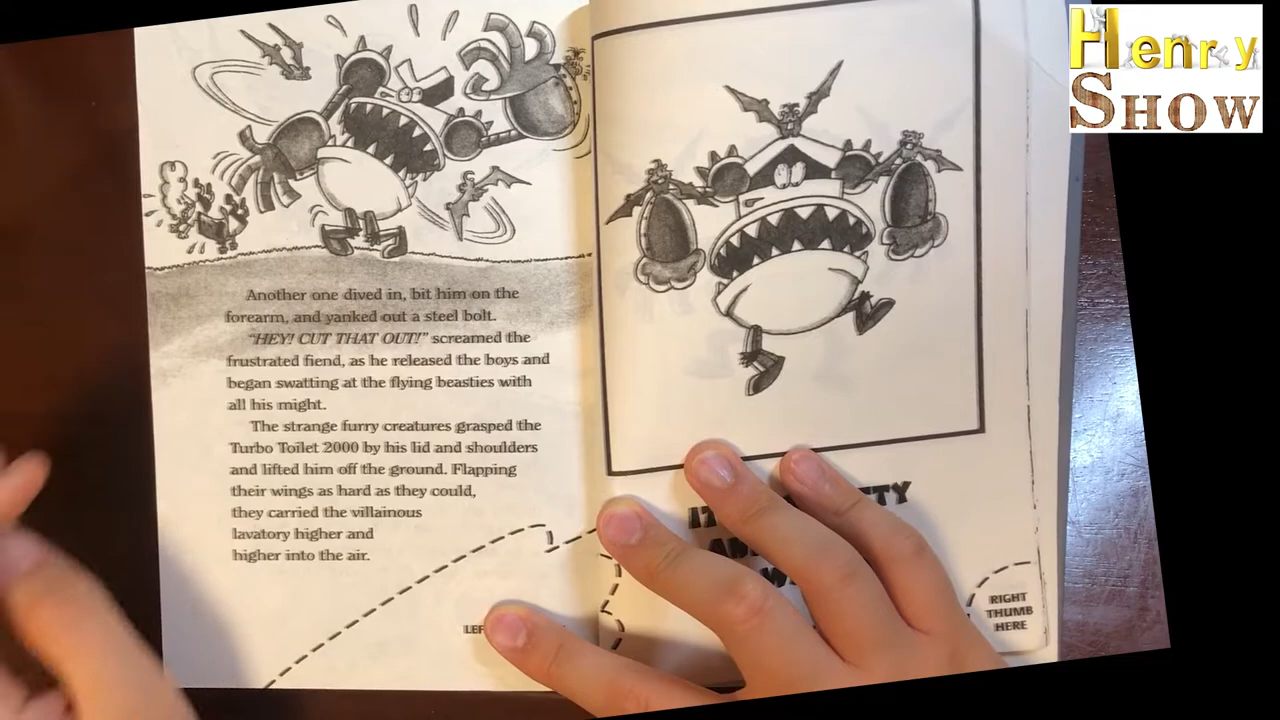 Henry
SHOW
Another one dived in, bit him on the
forearm, and yanked out a steel bolt.
"HEY! CUT THAT OUT!" screamed the
frustrated fiend, as he released the boys and
began swatting at the flying beasties with
all his might.
The strange furry creatures grasped the
Turbo Toilet 2000 by his lid and shoulders
and lifted him off the ground. Flapping
their wings as hard as they could,
they carried the villainous
lavatory higher and
higher into the air.
RIGHT
THUMB
HERE